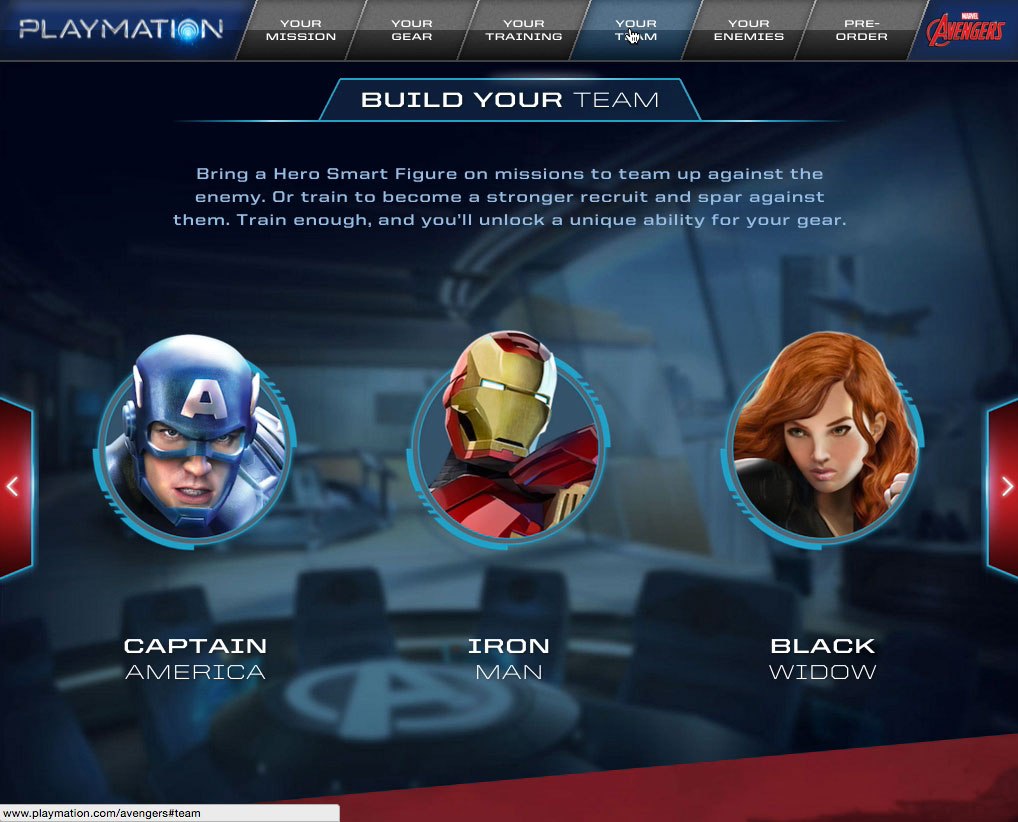 PLAYMATION
YOUR
MISSION
YOUR
GEAR
YOUR
TRAINING
YOUR
TEAM
YOUR
ENEMIES
PRE-
ORDER
MARVEL
AVENGERS
BUILD YOUR TEAM
Bring a Hero Smart Figure on missions to team up against the
enemy. Or train to become a stronger recruit and spar against
them. Train enough, and you'll unlock a unique ability for your gear.
A
CAPTAIN
AMERICA
IRON
MAN
BLACK
WIDOW
www.playmation.com/avengers#team